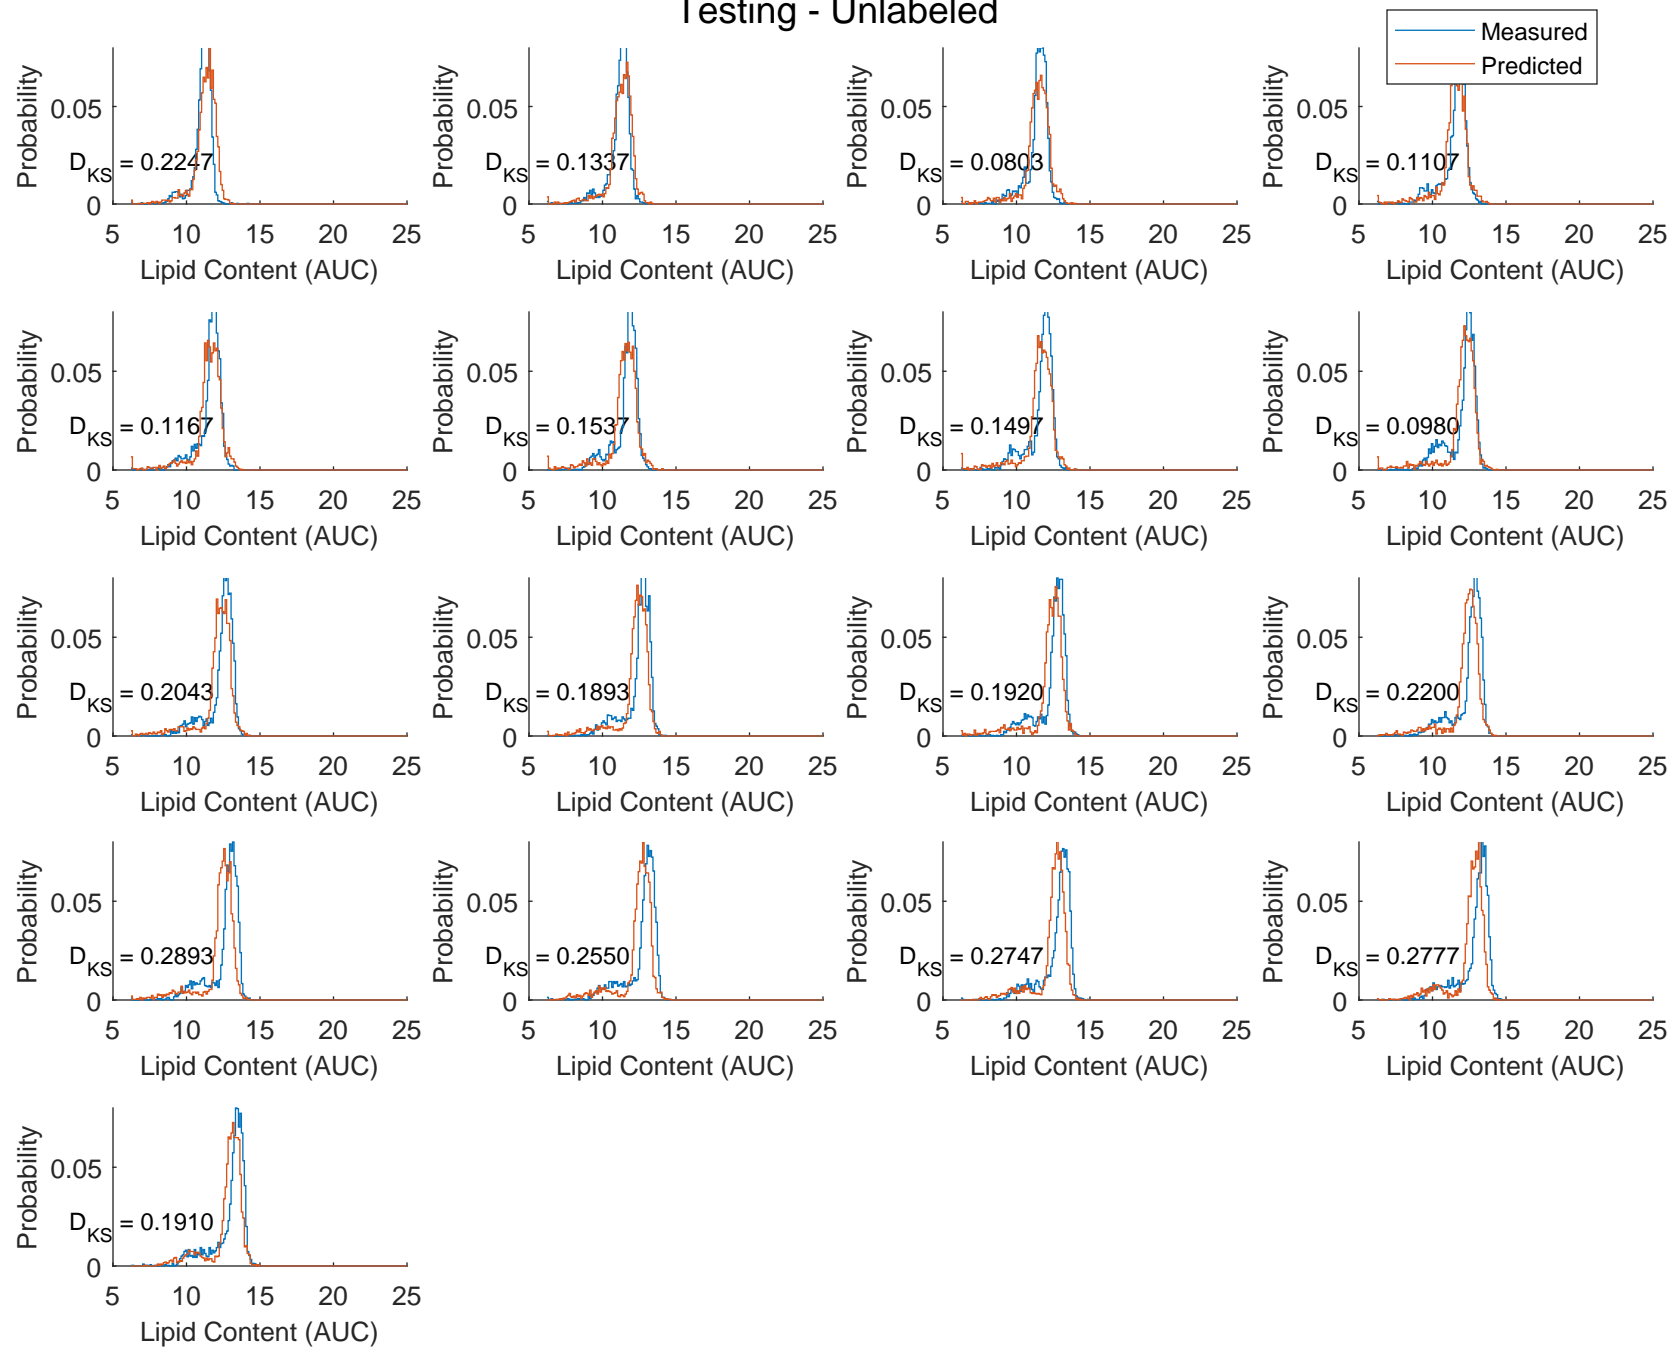 Testing - Unlabeled
Measured
Predicted
Probability
0.05
0
D_KS = 0.2247
5 10 15 20 25
Lipid Content (AUC)
Probability
0.05
0
D_KS = 0.1337
5 10 15 20 25
Lipid Content (AUC)
Probability
0.05
0
D_KS = 0.0803
5 10 15 20 25
Lipid Content (AUC)
Probability
0.05
0
D_KS = 0.1107
5 10 15 20 25
Lipid Content (AUC)
Probability
0.05
0
D_KS = 0.1167
5 10 15 20 25
Lipid Content (AUC)
Probability
0.05
0
D_KS = 0.1537
5 10 15 20 25
Lipid Content (AUC)
Probability
0.05
0
D_KS = 0.1497
5 10 15 20 25
Lipid Content (AUC)
Probability
0.05
0
D_KS = 0.0980
5 10 15 20 25
Lipid Content (AUC)
Probability
0.05
0
D_KS = 0.2043
5 10 15 20 25
Lipid Content (AUC)
Probability
0.05
0
D_KS = 0.1893
5 10 15 20 25
Lipid Content (AUC)
Probability
0.05
0
D_KS = 0.1920
5 10 15 20 25
Lipid Content (AUC)
Probability
0.05
0
D_KS = 0.2200
5 10 15 20 25
Lipid Content (AUC)
Probability
0.05
0
D_KS = 0.2893
5 10 15 20 25
Lipid Content (AUC)
Probability
0.05
0
D_KS = 0.2550
5 10 15 20 25
Lipid Content (AUC)
Probability
0.05
0
D_KS = 0.2747
5 10 15 20 25
Lipid Content (AUC)
Probability
0.05
0
D_KS = 0.2777
5 10 15 20 25
Lipid Content (AUC)
Probability
0.05
0
D_KS = 0.1910
5 10 15 20 25
Lipid Content (AUC)